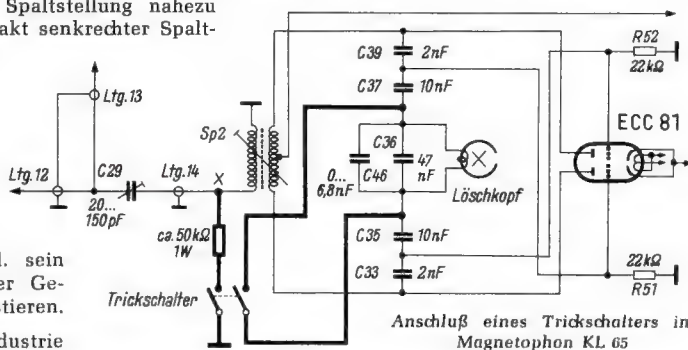 Spaltstellung nahezu
akt senkrechter Spalt-
Ltg.13
Ltg.12
C29
20...
150pF
Ltg.14
Sp2
X
ca.50kΩ
1W
Trickschalter
C39 2nF
C37 10nF
C36
47
nF
0...
6,8nF
C46
Löschkopf
C35 10nF
C33 2nF
R52
22kΩ
ECC 81
22kΩ
R51
l. sein
er Ge-
stieren.
dustrie
Anschluß eines Trickschalters in
Magnetophon KL 65